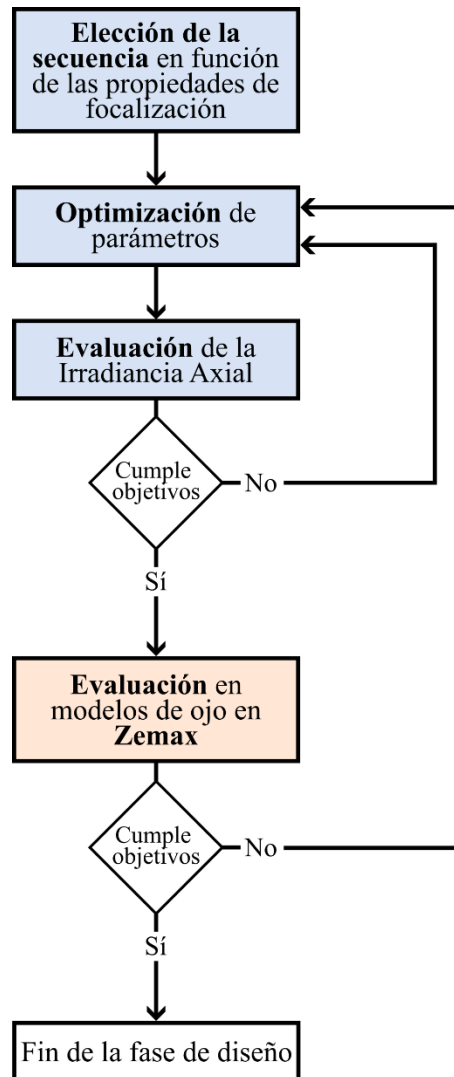 Elección de la
secuencia en función
de las propiedades de
focalización
Optimización de
parámetros
Evaluación de la
Irradiancia Axial
Cumple
objetivos
No
Sí
Evaluación en
modelos de ojo en
Zemax
Cumple
objetivos
No
Sí
Fin de la fase de diseño